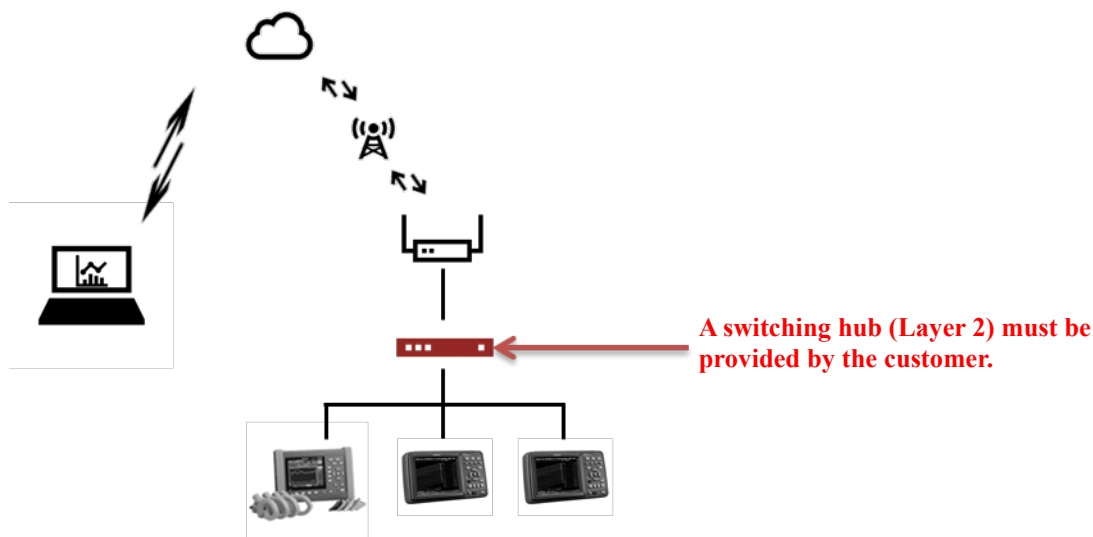 A switching hub (Layer 2) must be
provided by the customer.